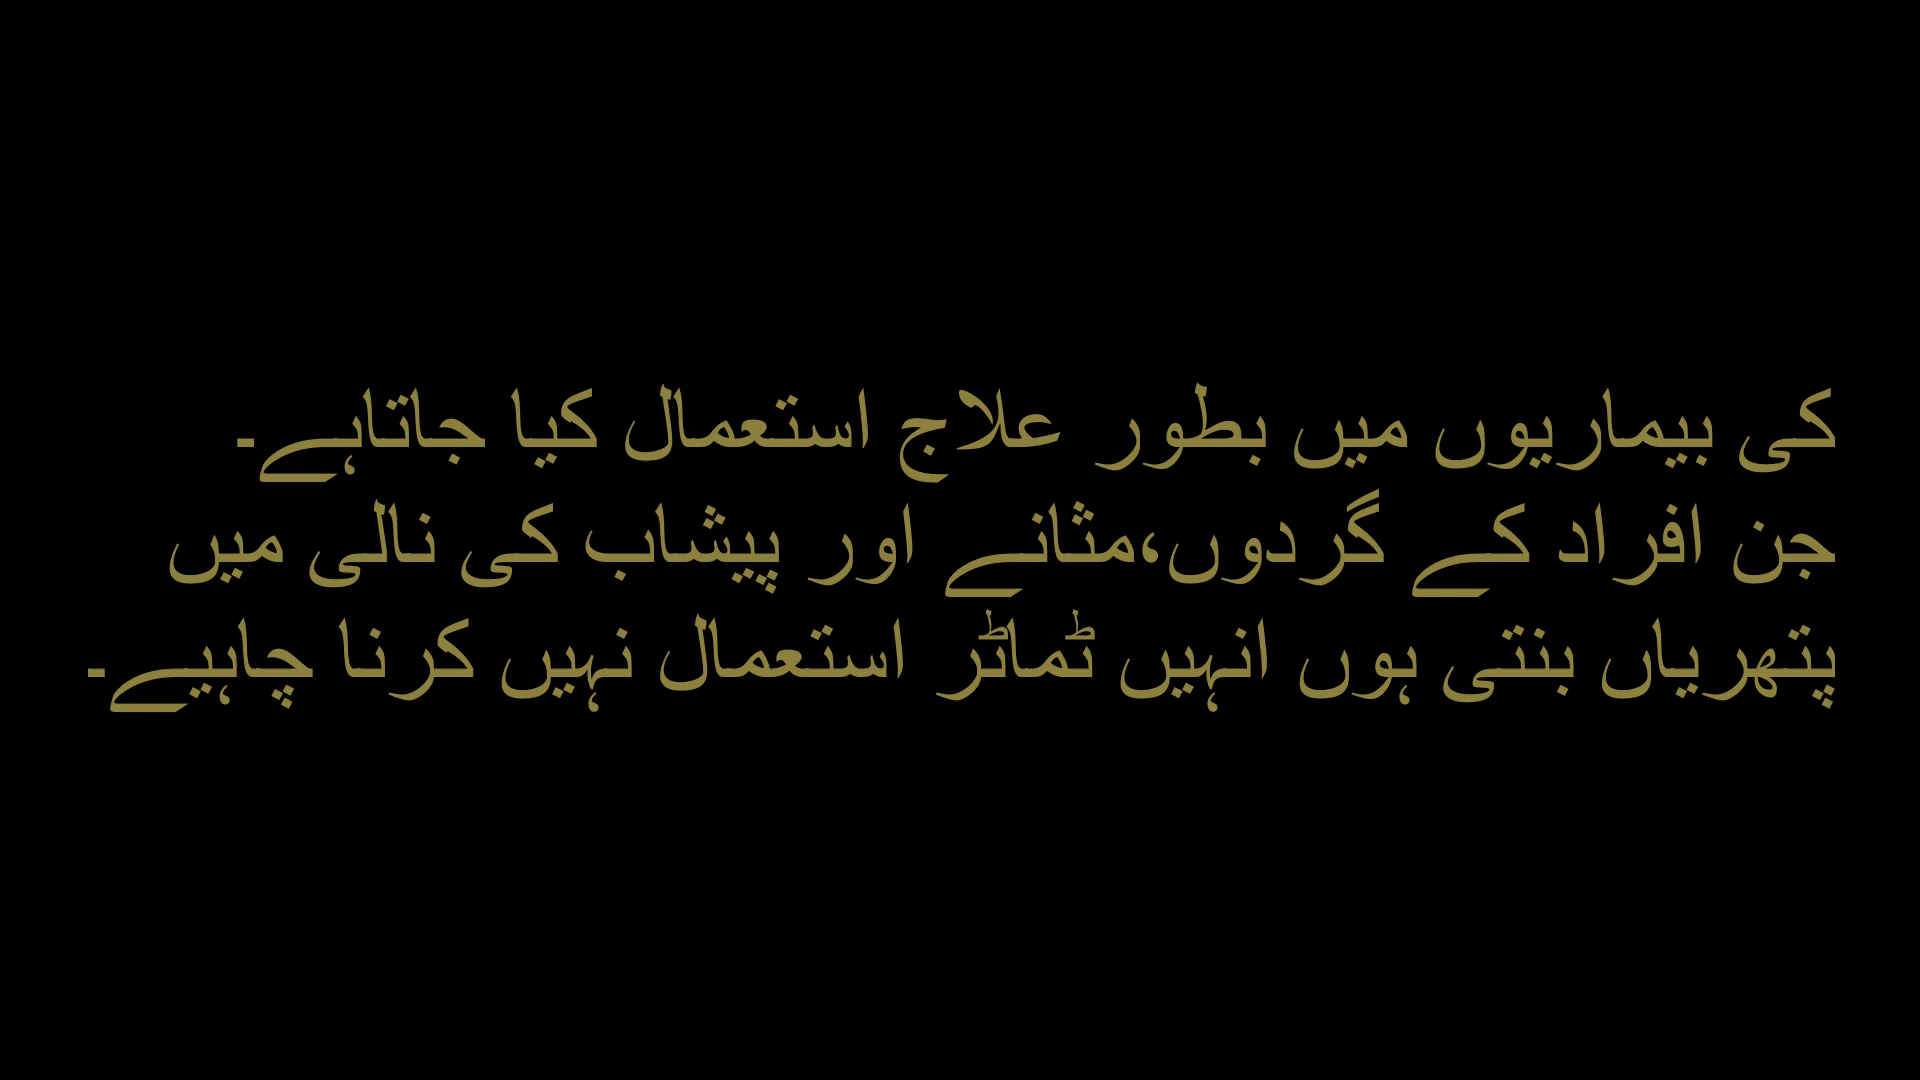 کی بیماریوں میں بطور علاج استعمال کیا جاتاہے۔
جن افراد کے گردوں،مثانے اور پیشاب کی نالی میں
پتھریاں بنتی ہوں انہیں ٹماٹر استعمال نہیں کرنا چاہیے۔